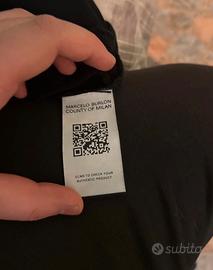 MARCELO BURLON
COUNTY OF MILAN
SCAN TO CHECK YOUR
AUTHENTIC PRODUCT
subito